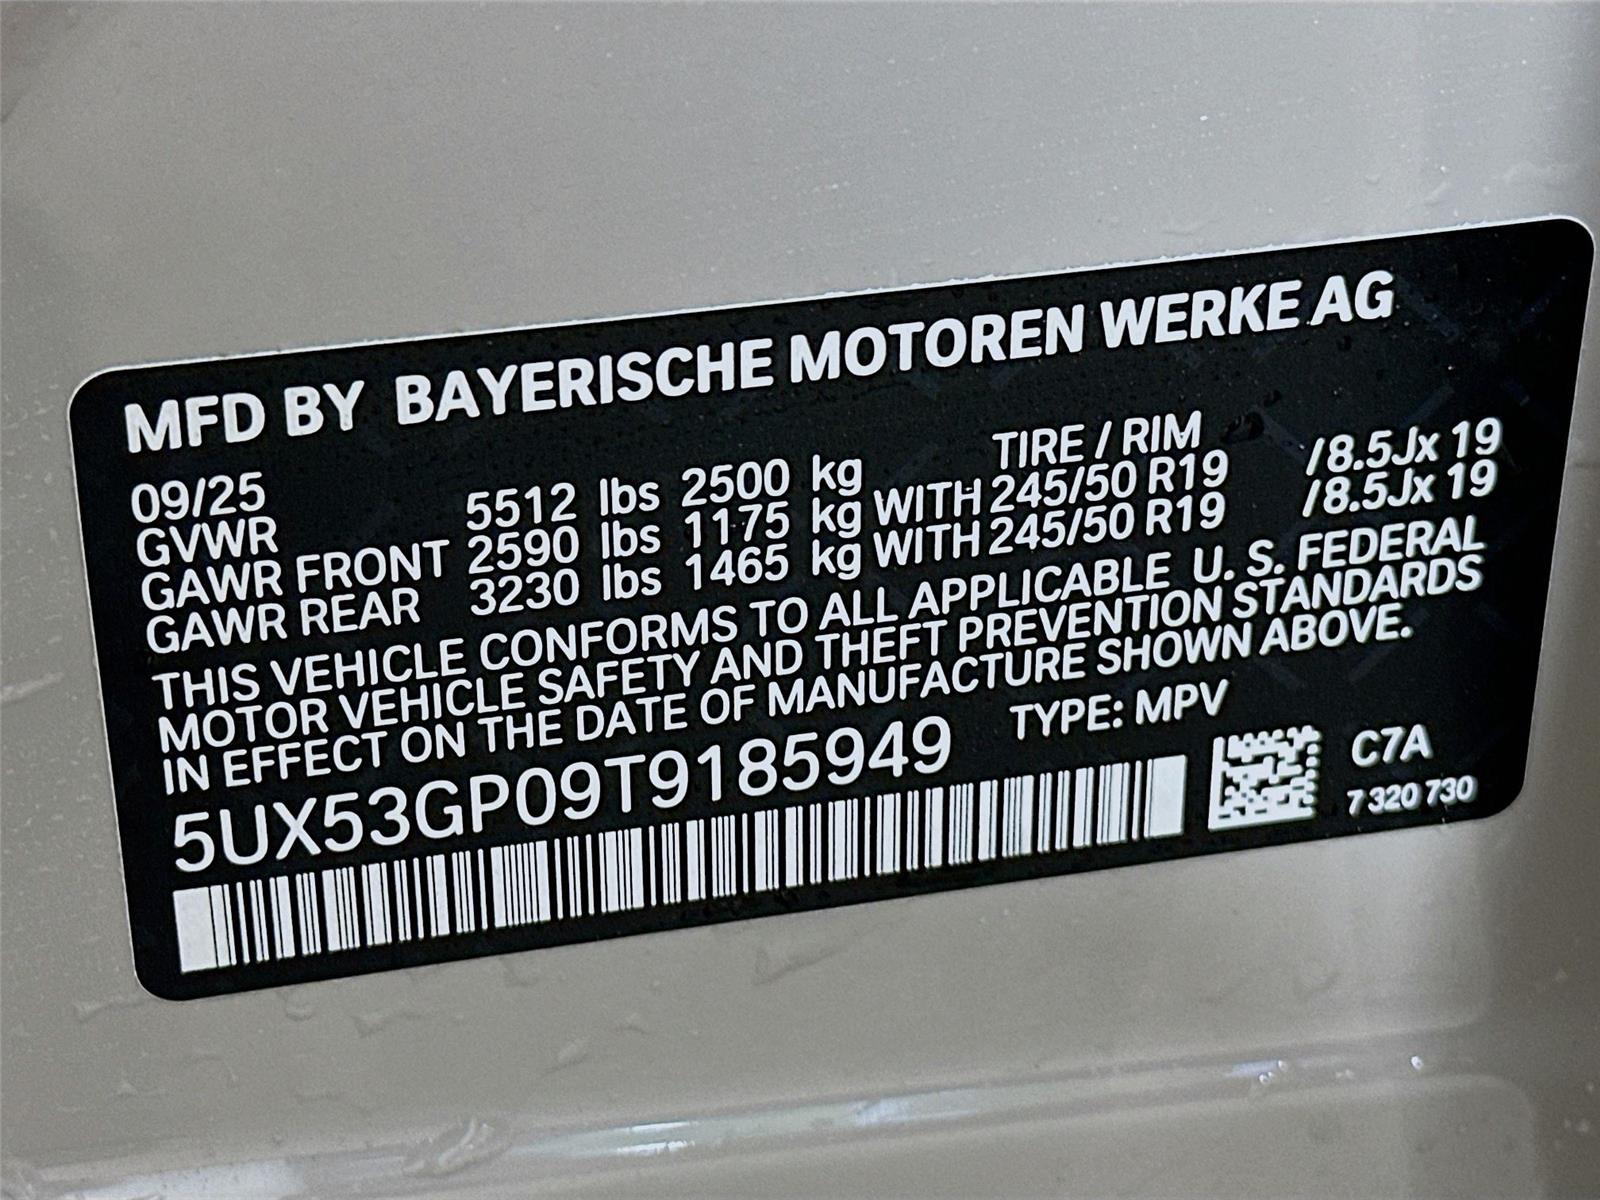 MFD BY BAYERISCHE MOTOREN WERKE AG
09/25 TIRE / RIM
GVWR 5512 lbs 2500 kg
GAWR FRONT 2590 lbs 1175 kg WITH 245/50 R19 /8.5Jx 19
GAWR REAR 3230 lbs 1465 kg WITH 245/50 R19 /8.5Jx 19
THIS VEHICLE CONFORMS TO ALL APPLICABLE U. S. FEDERAL
MOTOR VEHICLE SAFETY AND THEFT PREVENTION STANDARDS
IN EFFECT ON THE DATE OF MANUFACTURE SHOWN ABOVE.
5UX53GP09T9185949 TYPE: MPV
C7A
7 320 730